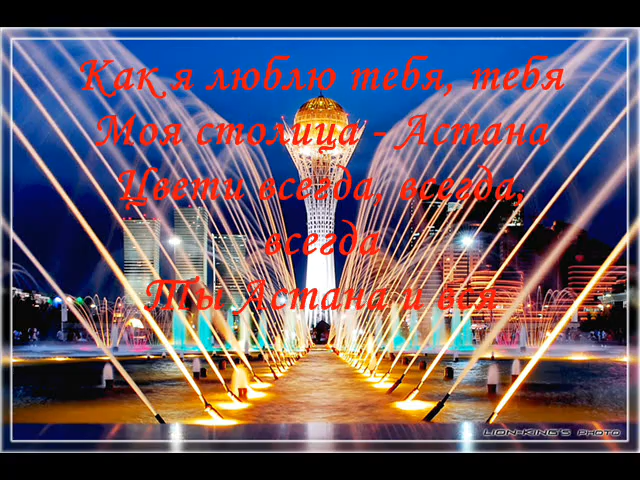 Как я люблю тебя, тебя
Моя столица - Астана
Цвети всегда, всегда,
всегда
Ты Астана и вся
LION-KING'S PHOTO